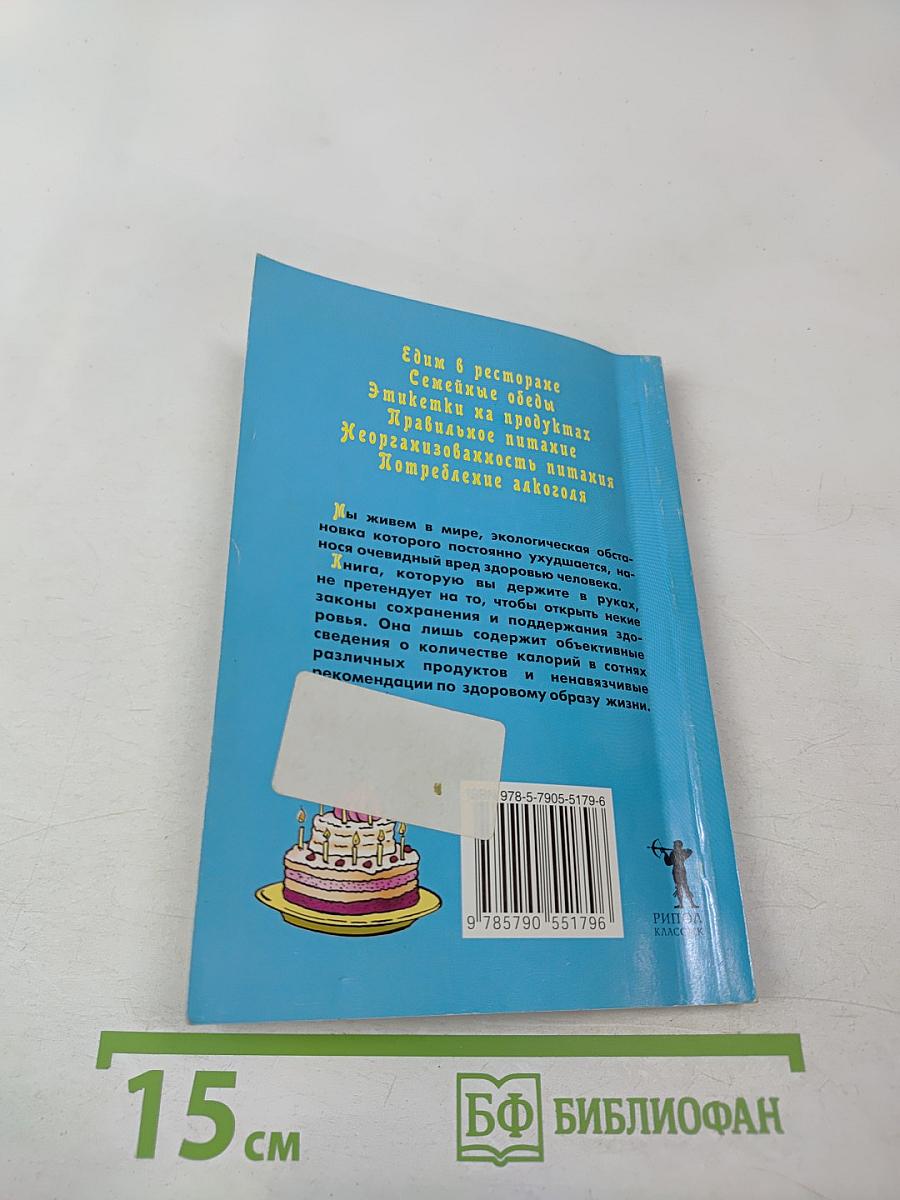 Едим в ресторане
Семейные обеды
Этикетки на продуктах
Правильное питание
Неорганизованность питания
Потребление алкоголя
Мы живем в мире, экологическая обста-
новка которого постоянно ухудшается, на-
нося очевидный вред здоровью человека.
Книга, которую вы держите в руках,
не претендует на то, чтобы открыть некие
законы сохранения и поддержания здо-
ровья. Она лишь содержит объективные
сведения о количестве калорий в сотнях
различных продуктов и ненавязчивые
рекомендации по здоровому образу жизни.
ISBN 978-5-7905-5179-6
9 785790 551796
РИПОЛ
КЛАССИК
15 см
БФ БИБЛИОФАН